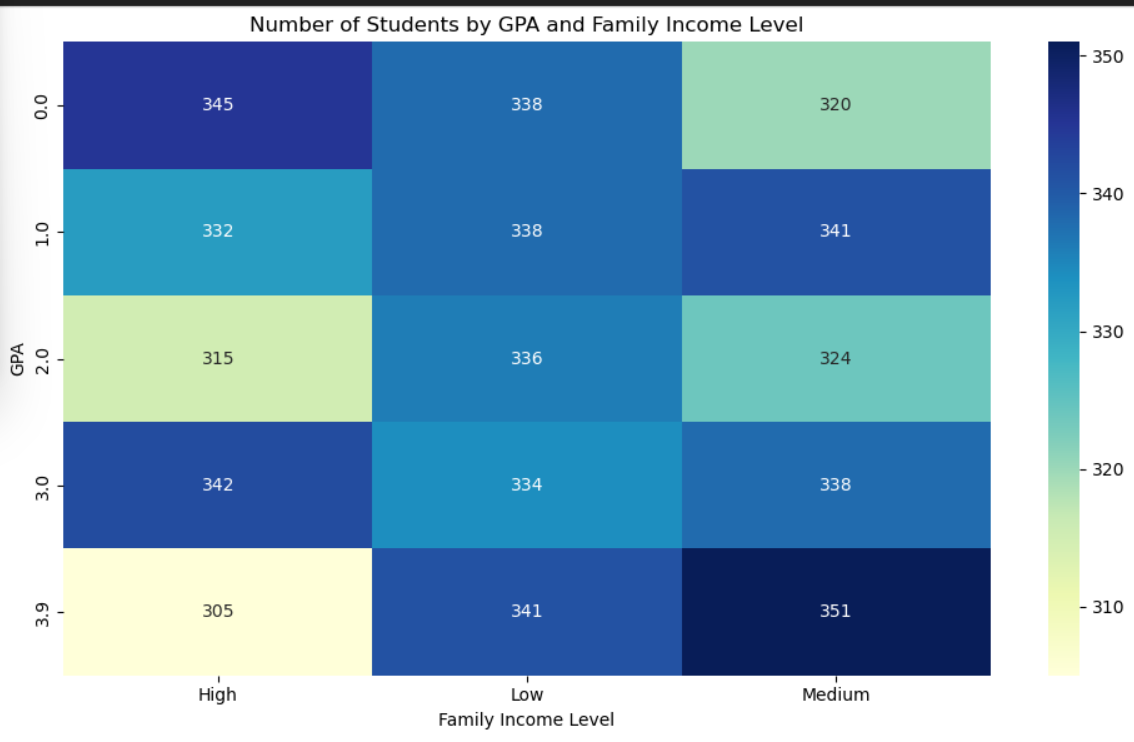 Number of Students by GPA and Family Income Level
0.0 345 338 320
1.0 332 338 341
2.0 315 336 324
3.0 342 334 338
3.9 305 341 351
GPA
High Low Medium
Family Income Level
350
340
330
320
310